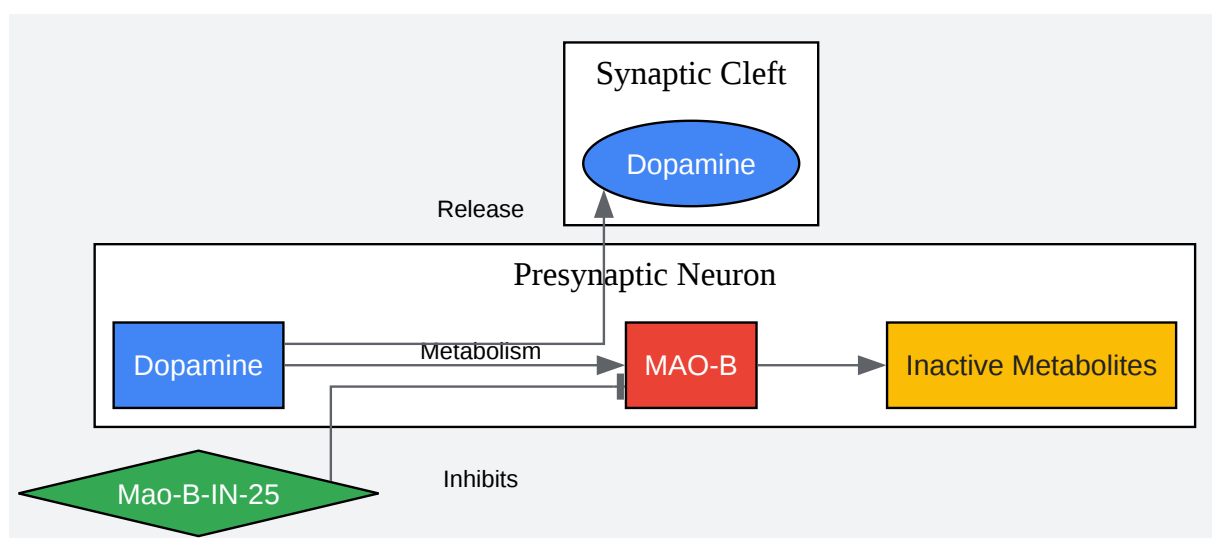 Synaptic Cleft
Dopamine
Release
Presynaptic Neuron
Dopamine
Metabolism
MAO-B
Inactive Metabolites
Mao-B-IN-25
Inhibits